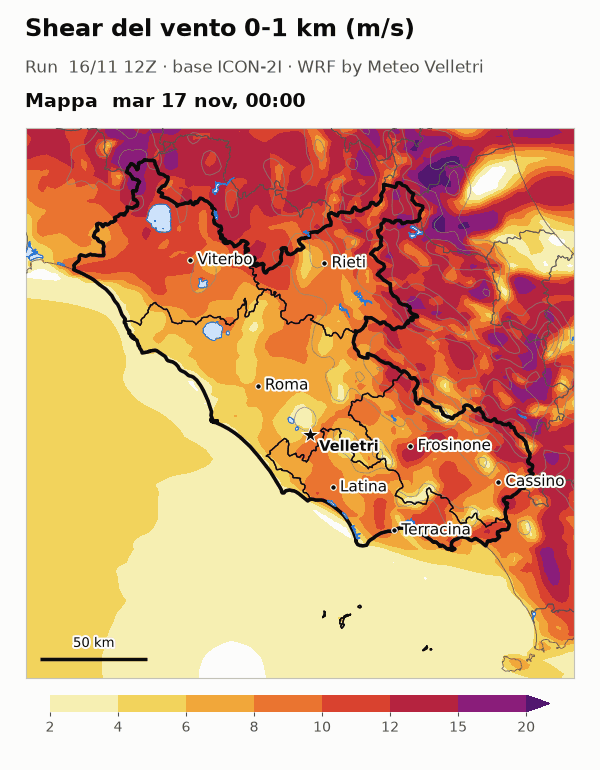 Shear del vento 0-1 km (m/s)
Run  16/11 12Z · base ICON-2I · WRF by Meteo Velletri
Mappa  mar 17 nov, 00:00
Viterbo
Rieti
Roma
Velletri
Frosinone
Latina
Cassino
Terracina
50 km
2 4 6 8 10 12 15 20